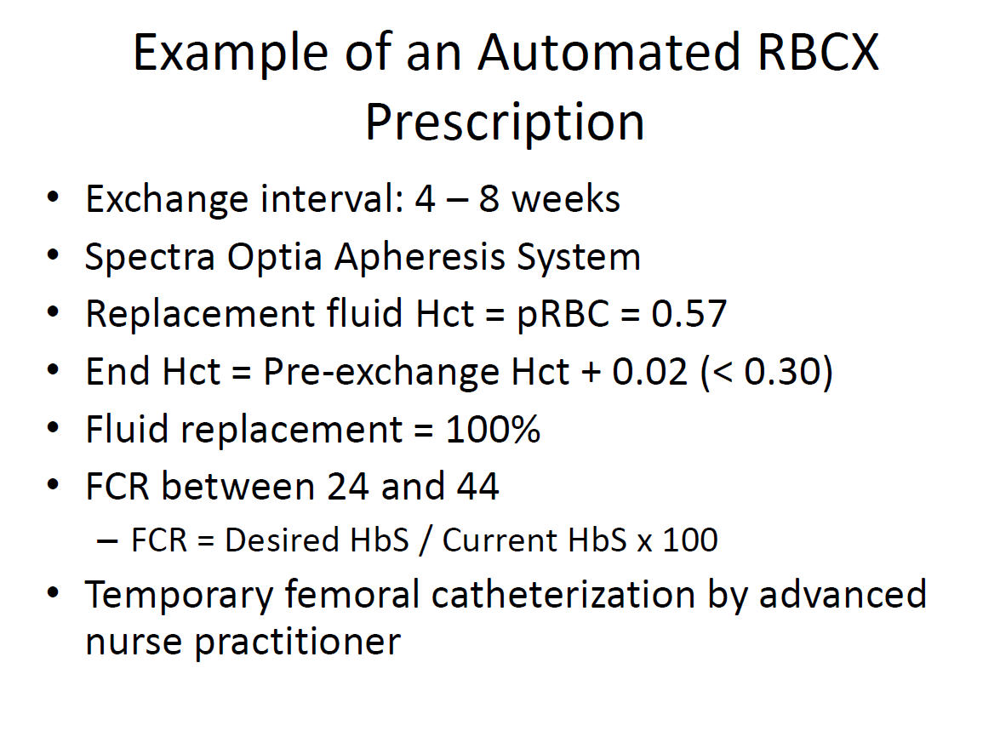 Example of an Automated RBCX
Prescription
• Exchange interval: 4 – 8 weeks
• Spectra Optia Apheresis System
• Replacement fluid Hct = pRBC = 0.57
• End Hct = Pre-exchange Hct + 0.02 (< 0.30)
• Fluid replacement = 100%
• FCR between 24 and 44
– FCR = Desired HbS / Current HbS x 100
• Temporary femoral catheterization by advanced
nurse practitioner